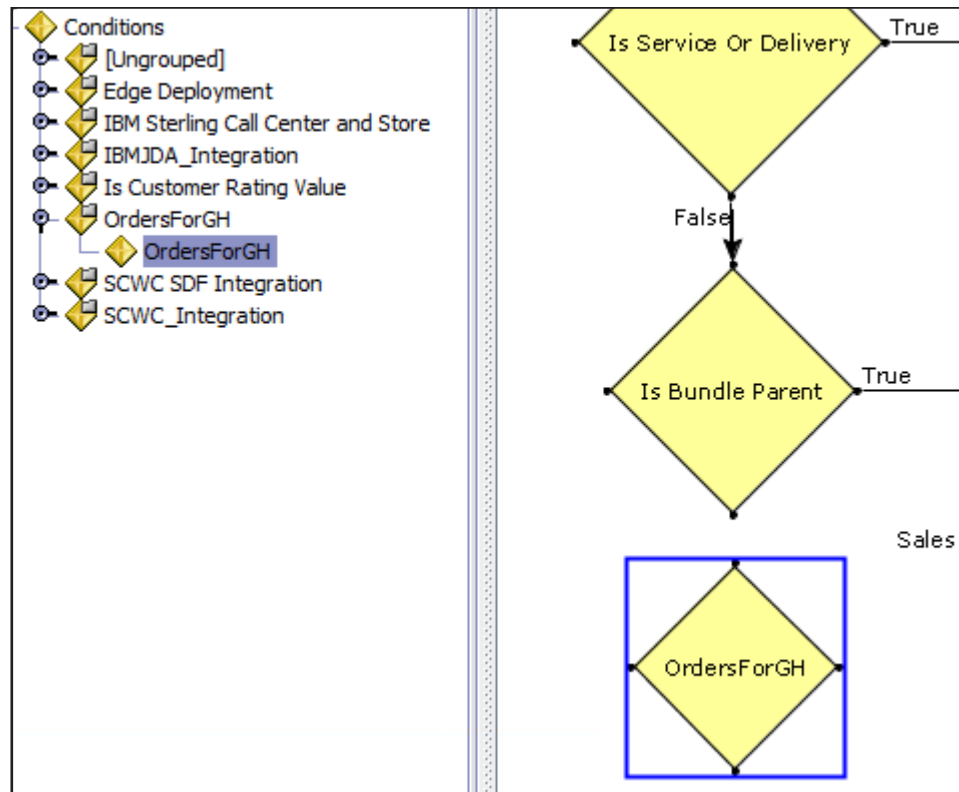 Conditions
[Ungrouped]
Edge Deployment
IBM Sterling Call Center and Store
IBMJDA_Integration
Is Customer Rating Value
OrdersForGH
OrdersForGH
SCWC SDF Integration
SCWC_Integration
Is Service Or Delivery
True
False
Is Bundle Parent
True
Sales
OrdersForGH